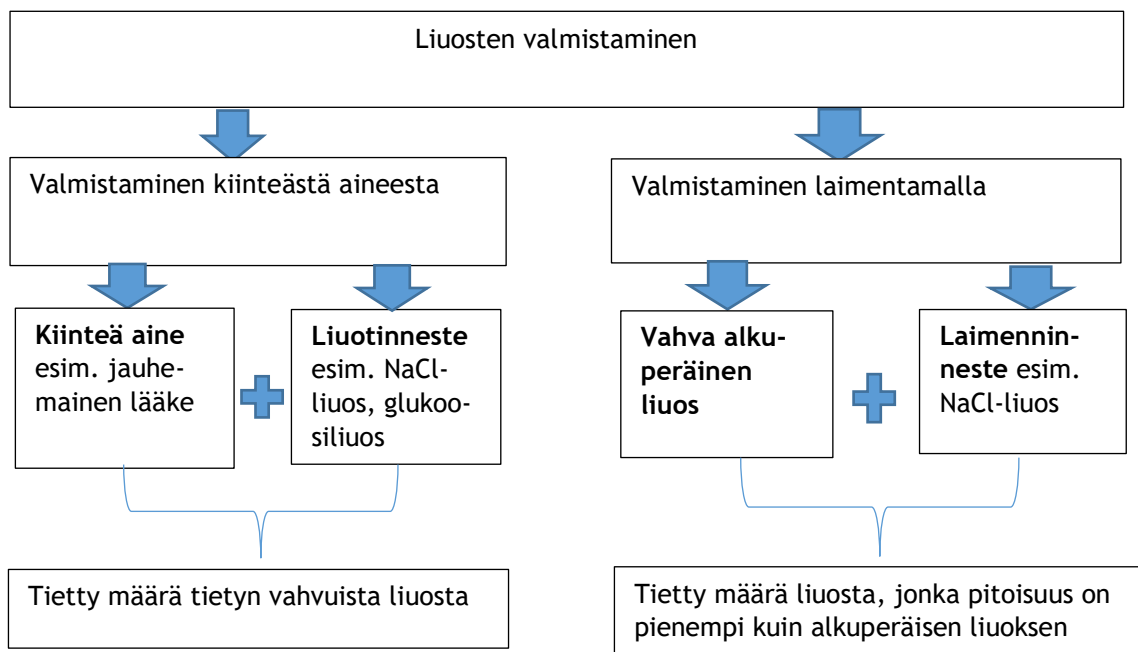 Liuosten valmistaminen
Valmistaminen kiinteästä aineesta
Valmistaminen laimentamalla
Kiinteä aine
esim. jauhe-
mainen lääke
Liuotinneste
esim. NaCl-
liuos, glukoo-
siliuos
Vahva alku-
peräinen
liuos
Laimennin-
neste esim.
NaCl-liuos
Tietty määrä tietyn vahvuista liuosta
Tietty määrä liuosta, jonka pitoisuus on
pienempi kuin alkuperäisen liuoksen